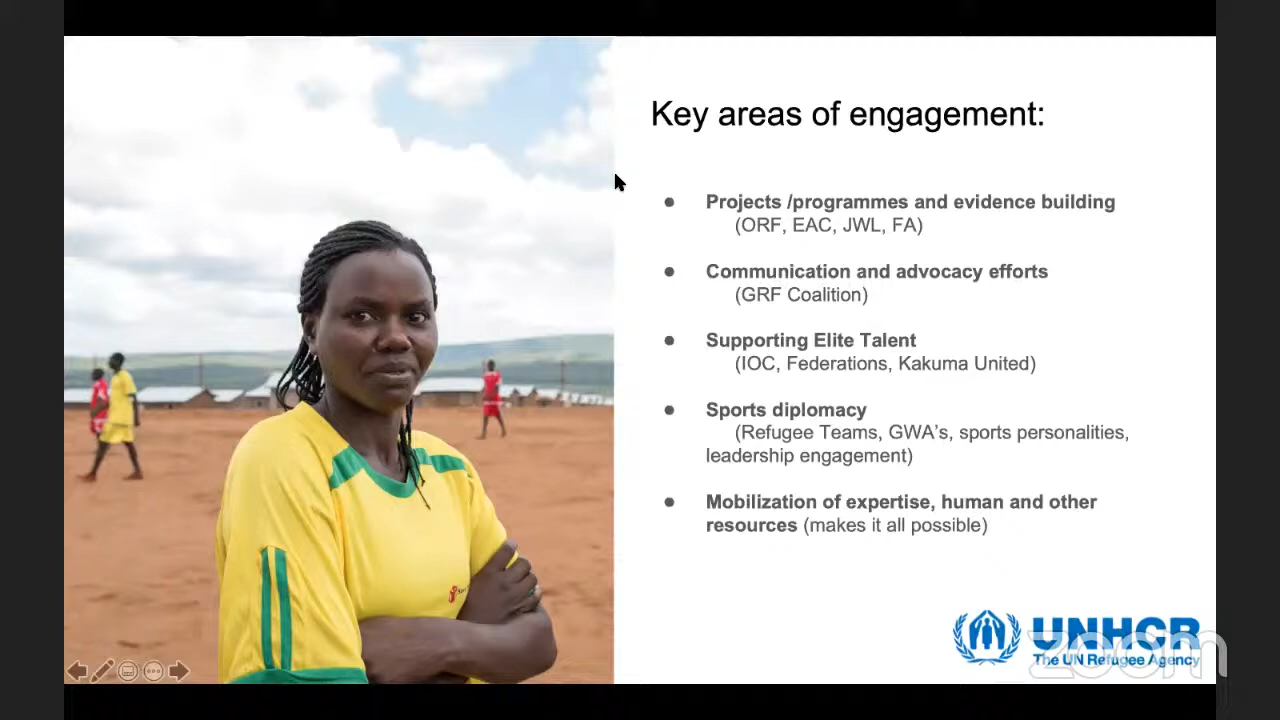 Key areas of engagement:
● Projects /programmes and evidence building
(ORF, EAC, JWL, FA)
● Communication and advocacy efforts
(GRF Coalition)
● Supporting Elite Talent
(IOC, Federations, Kakuma United)
● Sports diplomacy
(Refugee Teams, GWA's, sports personalities,
leadership engagement)
● Mobilization of expertise, human and other
resources (makes it all possible)
UNHCR
The UN Refugee Agency
zoom